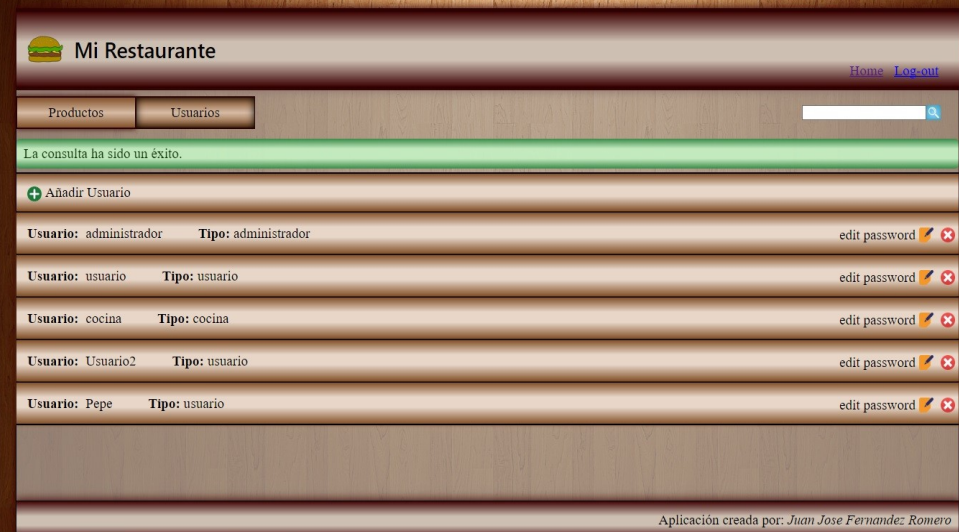 Mi Restaurante
Home Log-out
Productos Usuarios
La consulta ha sido un éxito.
Añadir Usuario
Usuario: administrador Tipo: administrador edit password
Usuario: usuario Tipo: usuario edit password
Usuario: cocina Tipo: cocina edit password
Usuario: Usuario2 Tipo: usuario edit password
Usuario: Pepe Tipo: usuario edit password
Aplicación creada por: Juan Jose Fernandez Romero